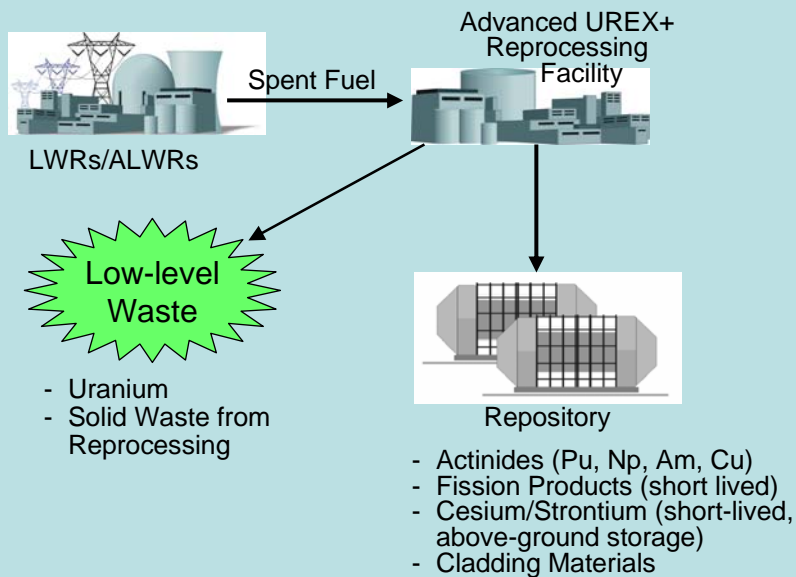 Advanced UREX+
Reprocessing
Facility
Spent Fuel
LWRs/ALWRs
Low-level
Waste
- Uranium
- Solid Waste from
Reprocessing
Repository
- Actinides (Pu, Np, Am, Cu)
- Fission Products (short lived)
- Cesium/Strontium (short-lived,
above-ground storage)
- Cladding Materials